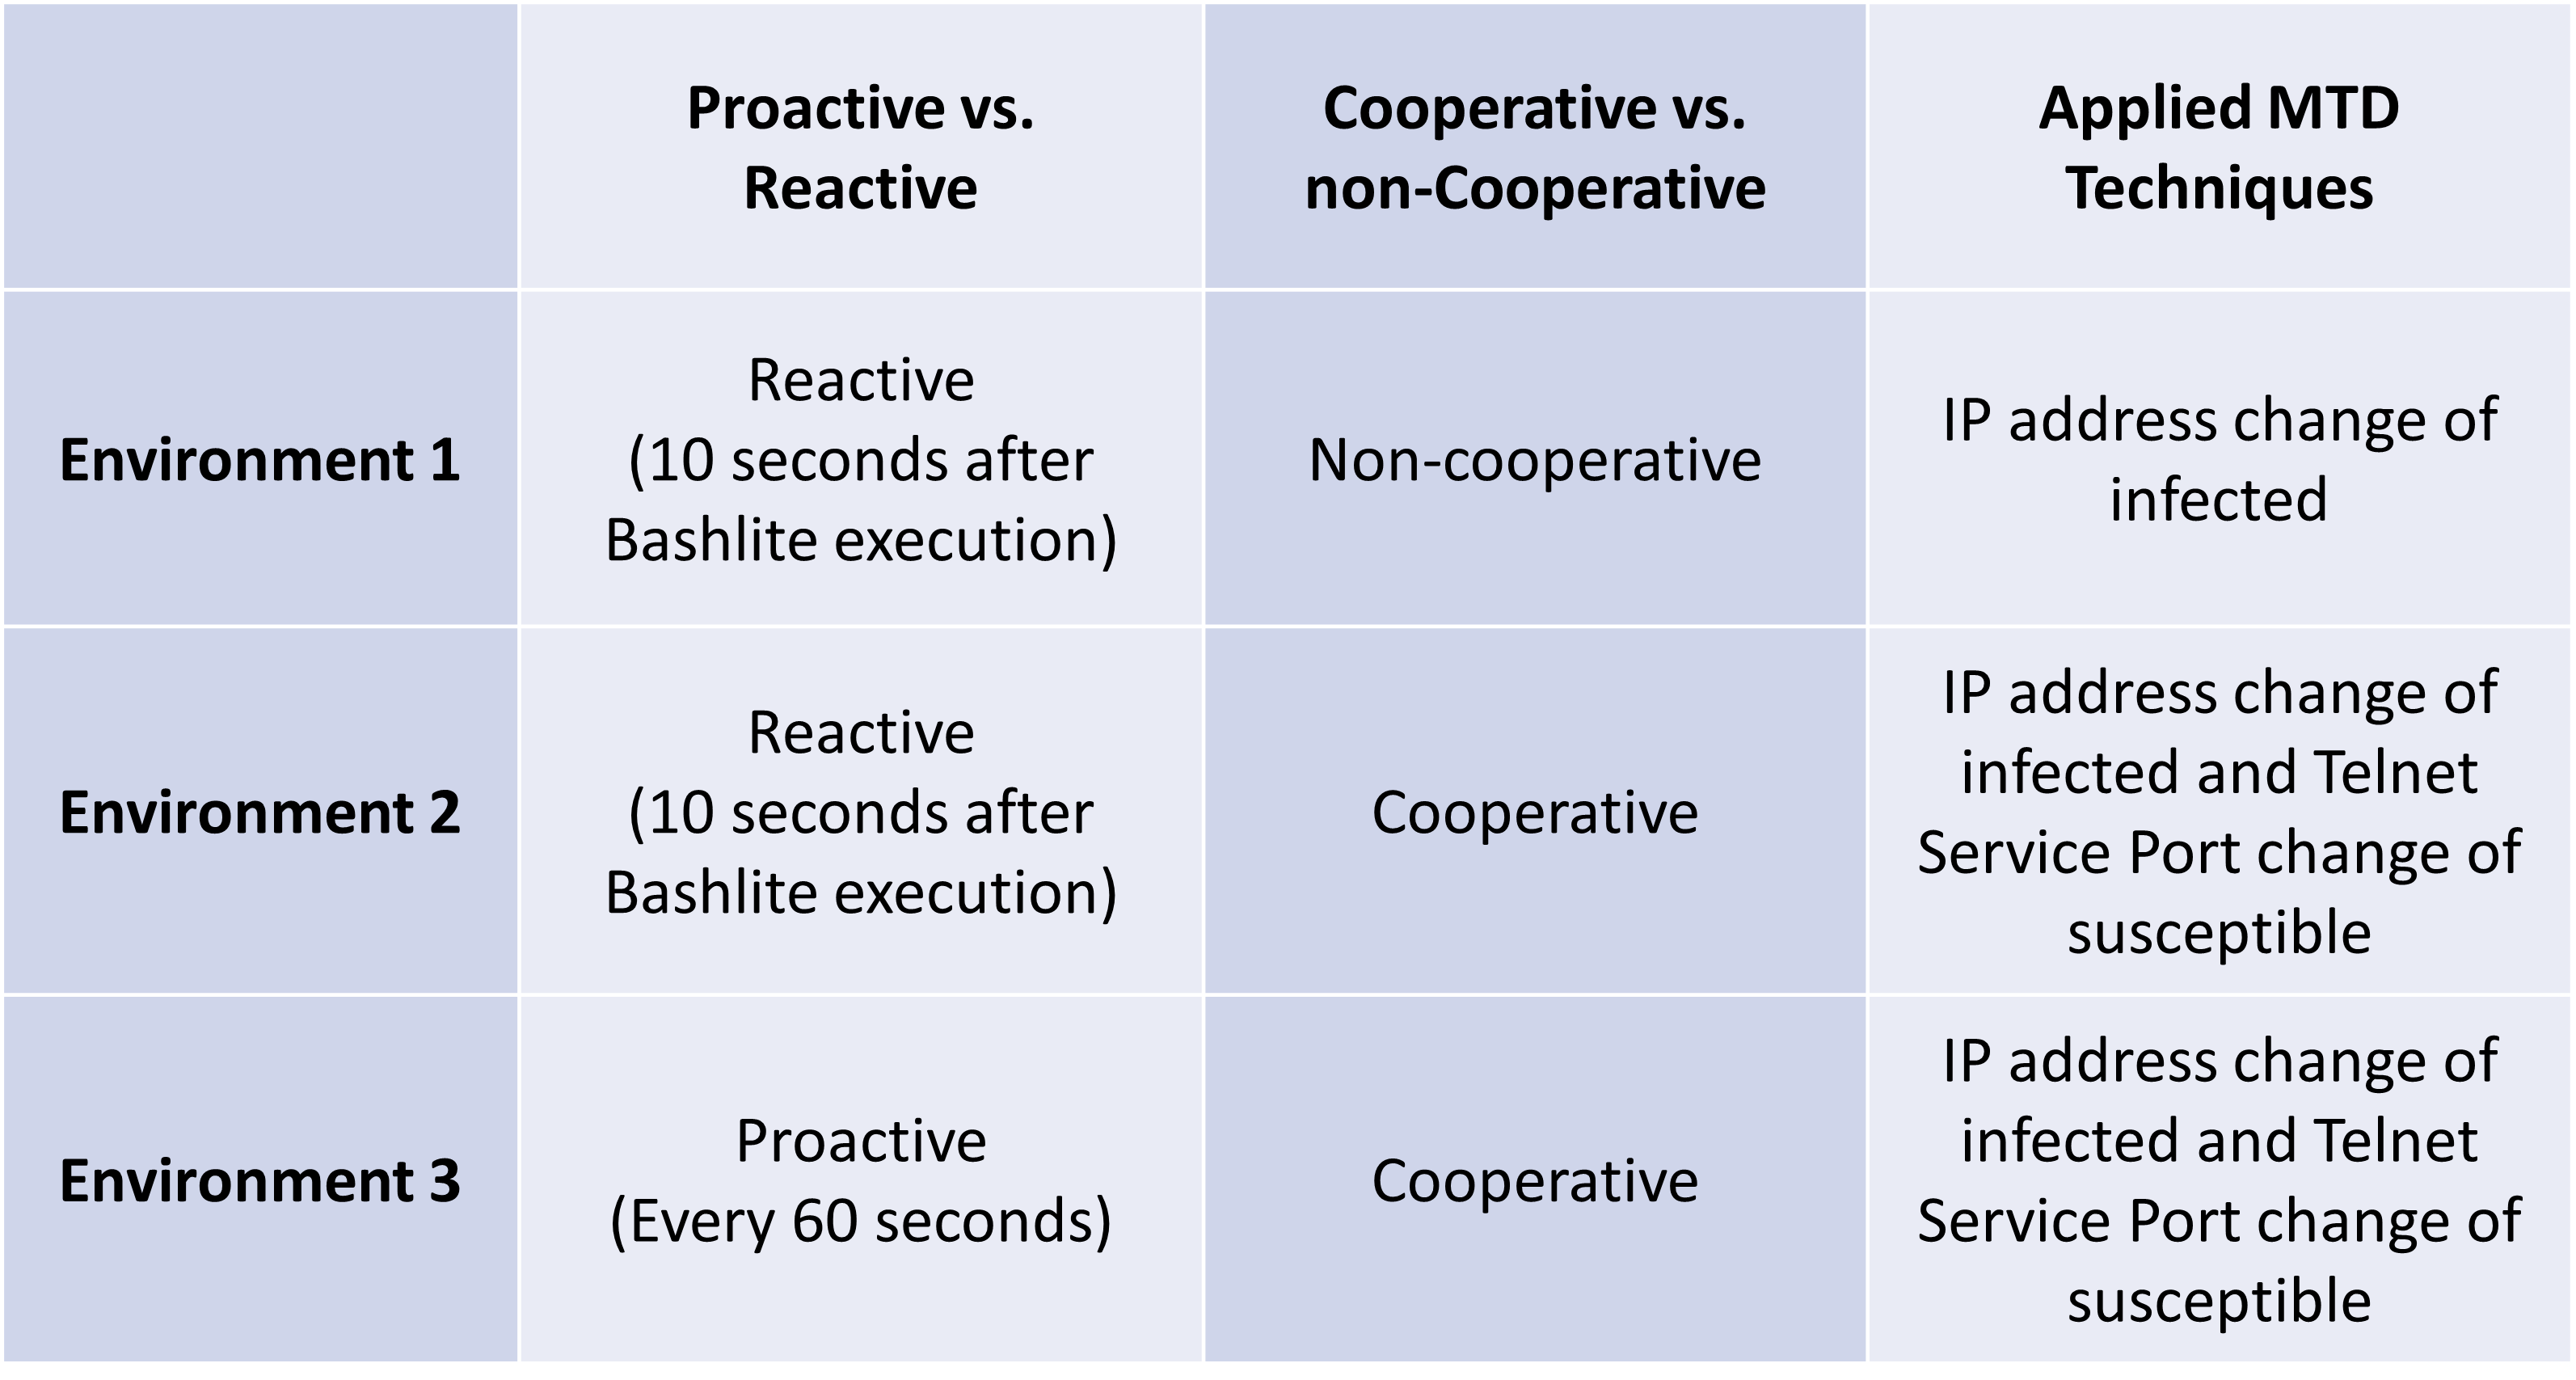 Proactive vs.
Reactive
Cooperative vs.
non-Cooperative
Applied MTD
Techniques
Environment 1
Reactive
(10 seconds after
Bashlite execution)
Non-cooperative
IP address change of
infected
Environment 2
Reactive
(10 seconds after
Bashlite execution)
Cooperative
IP address change of
infected and Telnet
Service Port change of
susceptible
Environment 3
Proactive
(Every 60 seconds)
Cooperative
IP address change of
infected and Telnet
Service Port change of
susceptible